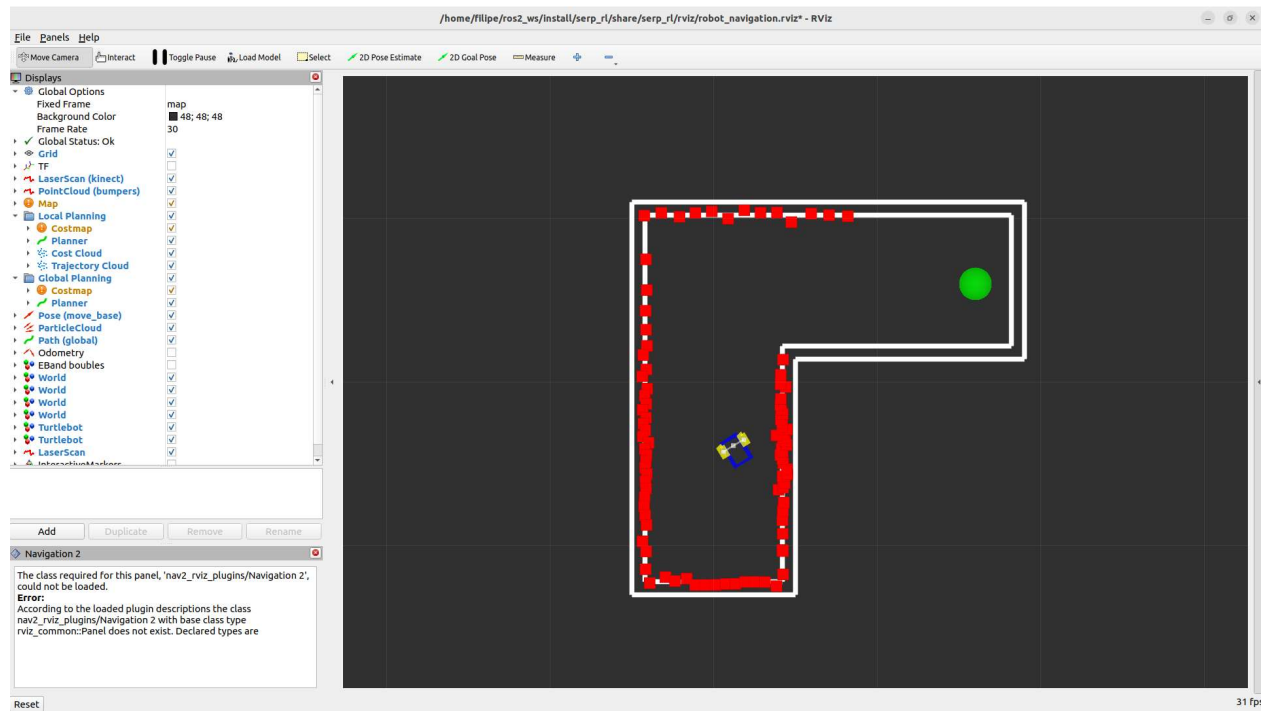 /home/filipe/ros2_ws/install/serp_rl/share/serp_rl/rviz/robot_navigation.rviz* - RViz
File Panels Help
Move Camera Interact Toggle Pause Load Model Select 2D Pose Estimate 2D Goal Pose Measure
Displays
Global Options
Fixed Frame map
Background Color 48; 48; 48
Frame Rate 30
Global Status: Ok
Grid
TF
LaserScan (kinect)
PointCloud (bumpers)
Map
Local Planning
Costmap
Planner
Cost Cloud
Trajectory Cloud
Global Planning
Costmap
Planner
Pose (move_base)
ParticleCloud
Path (global)
Odometry
EBand boubles
World
World
World
World
Turtlebot
Turtlebot
LaserScan
InteractiveMarkers
Add Duplicate Remove Rename
Navigation 2
The class required for this panel, 'nav2_rviz_plugins/Navigation 2',
could not be loaded.
Error:
According to the loaded plugin descriptions the class
nav2_rviz_plugins/Navigation 2 with base class type
rviz_common::Panel does not exist. Declared types are
Reset 31 fps